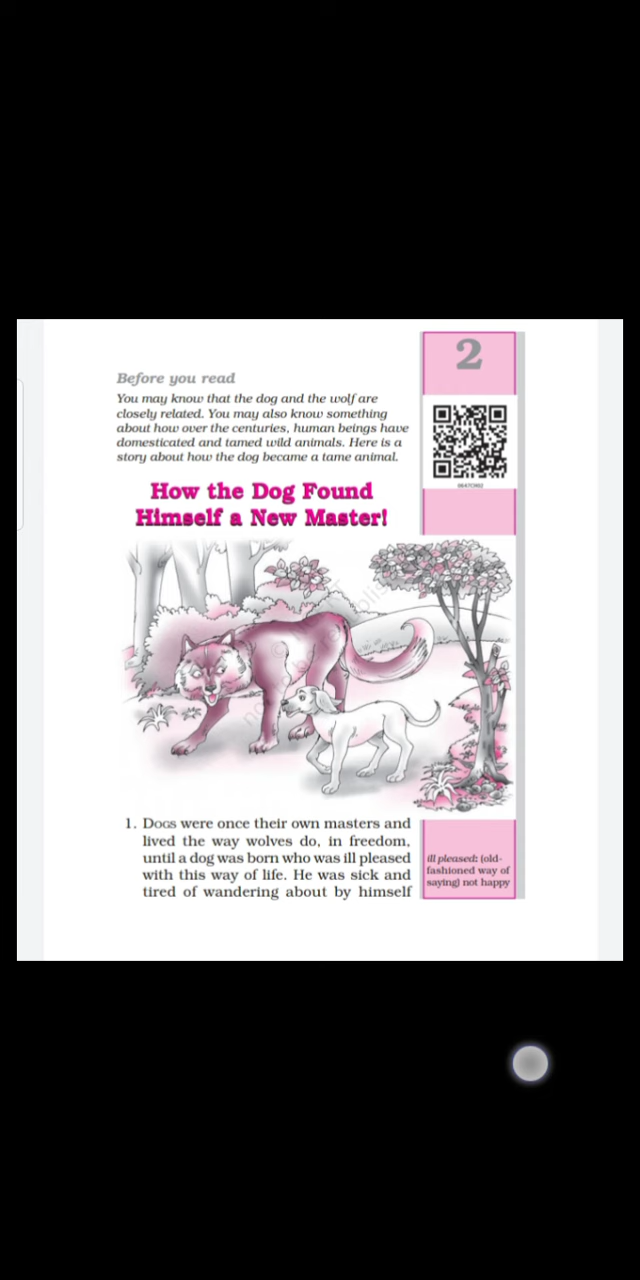 2
Before you read
You may know that the dog and the wolf are
closely related. You may also know something
about how over the centuries, human beings have
domesticated and tamed wild animals. Here is a
story about how the dog became a tame animal.
How the Dog Found
Himself a New Master!
1. DOGS were once their own masters and
lived the way wolves do, in freedom,
until a dog was born who was ill pleased
with this way of life. He was sick and
tired of wandering about by himself
ill pleased: (old-
fashioned way of
saying) not happy